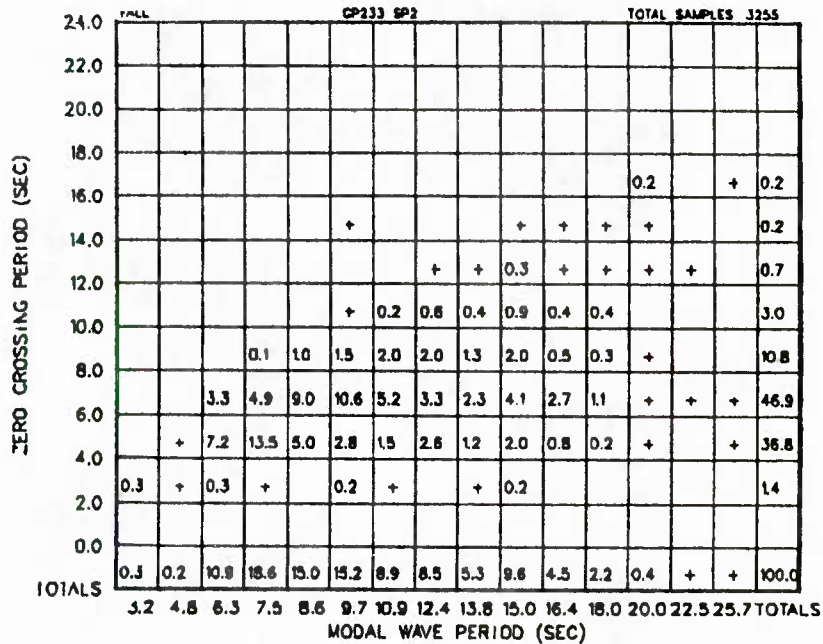 FALL CP233 SP2 TOTAL SAMPLES 3255
24.0
22.0
20.0
18.0
0.2 + 0.2
16.0
+ + + + + 0.2
14.0
+ + 0.3 + + + + 0.7
12.0
+ 0.2 0.6 0.4 0.9 0.4 0.4 3.0
10.0
0.1 1.0 1.5 2.0 2.0 1.3 2.0 0.5 0.3 + 10.8
8.0
3.3 4.9 9.0 10.6 5.2 3.3 2.3 4.1 2.7 1.1 + + + 46.9
6.0
+ 7.2 13.5 5.0 2.8 1.5 2.6 1.2 2.0 0.8 0.2 + + 36.8
4.0
0.3 + 0.3 + 0.2 + + 0.2 1.4
2.0
0.0
TOTALS 0.3 0.2 10.9 18.6 15.0 15.2 8.9 8.5 5.3 9.6 4.5 2.2 0.4 + + 100.0
3.2 4.8 6.3 7.5 8.6 9.7 10.9 12.4 13.8 15.0 16.4 18.0 20.0 22.5 25.7 TOTALS
MODAL WAVE PERIOD (SEC)
ZERO CROSSING PERIOD (SEC)